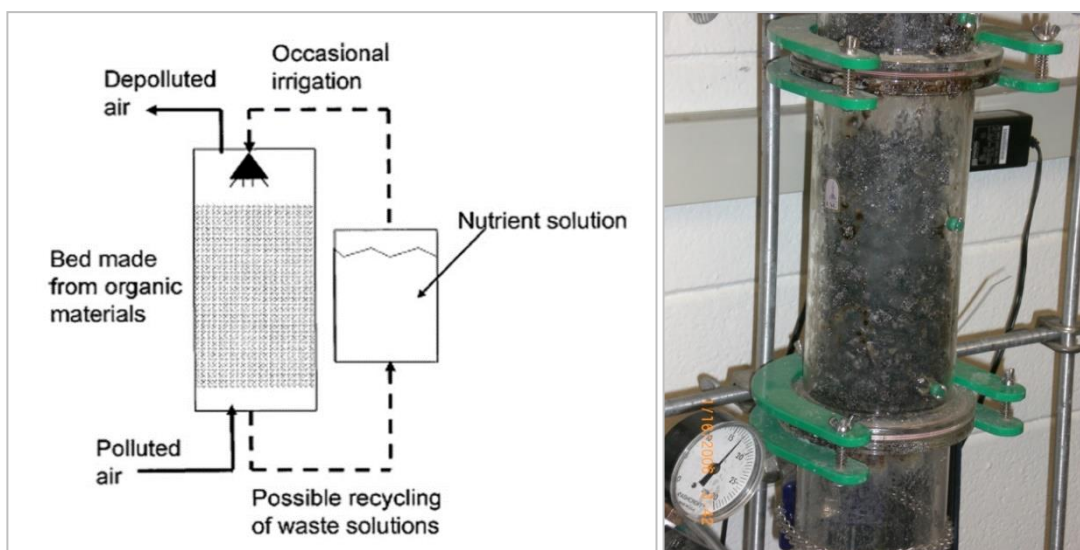 Occasional
irrigation
Depolluted
air
Nutrient solution
Bed made
from organic
materials
Polluted
air
Possible recycling
of waste solutions